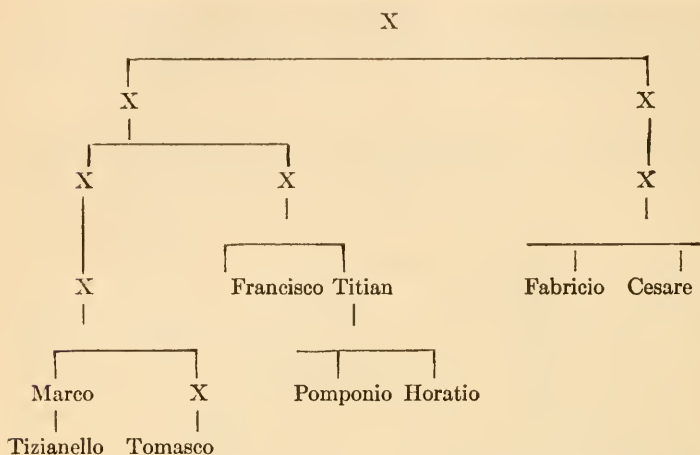 X
X X
X X X
X Francisco Titian Fabricio Cesare
Marco X Pomponio Horatio
Tizianello Tomasco